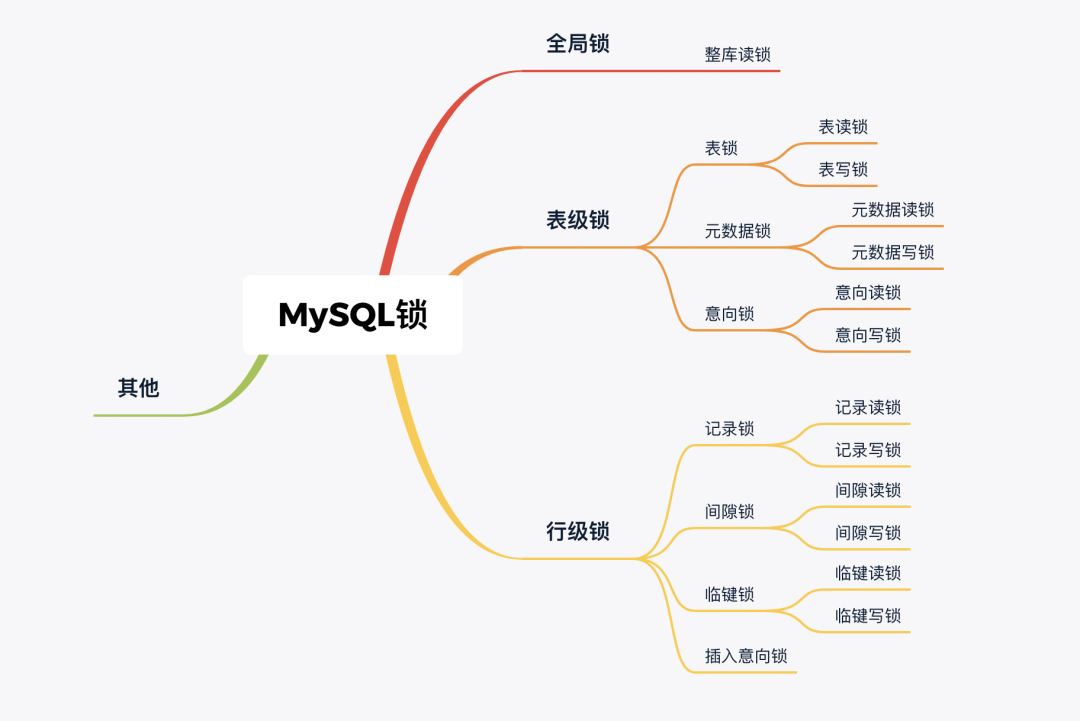 MySQL锁
全局锁
整库读锁
表级锁
表锁
表读锁
表写锁
元数据锁
元数据读锁
元数据写锁
意向锁
意向读锁
意向写锁
行级锁
记录锁
记录读锁
记录写锁
间隙锁
间隙读锁
间隙写锁
临键锁
临键读锁
临键写锁
插入意向锁
其他